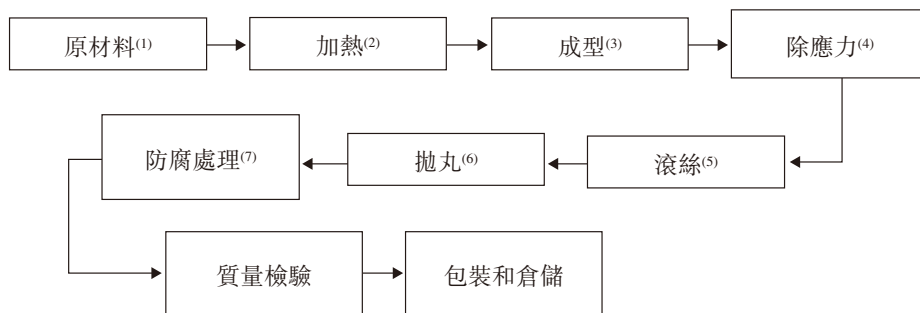 原材料(1)
加熱(2)
成型(3)
除應力(4)
滾絲(5)
拋丸(6)
防腐處理(7)
質量檢驗
包裝和倉儲